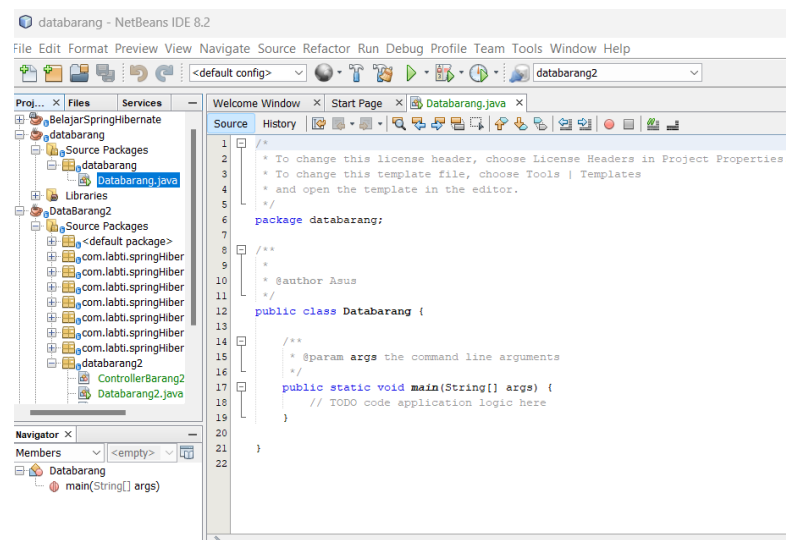 databarang - NetBeans IDE 8.2
File Edit Format Preview View Navigate Source Refactor Run Debug Profile Team Tools Window Help
<default config> databarang2
Proj... × Files Services
BelajarSpringHibernate
databarang
Source Packages
databarang
Databarang.java
Libraries
DataBarang2
Source Packages
<default package>
com.labti.springHiber
com.labti.springHiber
com.labti.springHiber
com.labti.springHiber
com.labti.springHiber
com.labti.springHiber
com.labti.springHiber
databarang2
ControllerBarang2
Databarang2.java
Navigator ×
Members <empty>
Databarang
main(String[] args)
Welcome Window × Start Page × Databarang.java ×
Source History
1 /*
2 * To change this license header, choose License Headers in Project Properties
3 * To change this template file, choose Tools | Templates
4 * and open the template in the editor.
5 */
6 package databarang;
7
8 /**
9 *
10 * @author Asus
11 */
12 public class Databarang {
13
14 /**
15 * @param args the command line arguments
16 */
17 public static void main(String[] args) {
18 // TODO code application logic here
19 }
20
21 }
22